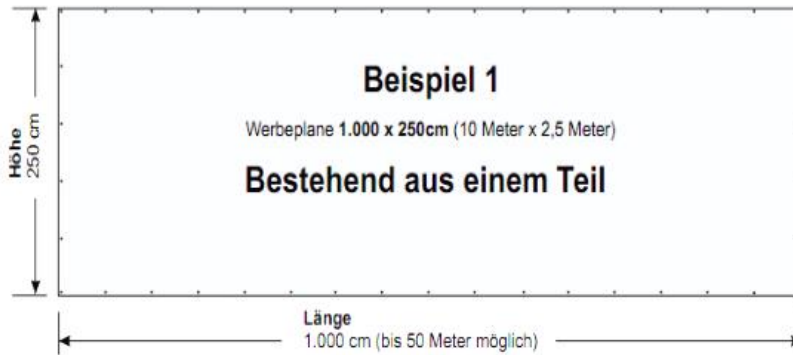 Beispiel 1
Werbeplane 1.000 x 250cm (10 Meter x 2,5 Meter)
Bestehend aus einem Teil
Höhe
250 cm
Länge
1.000 cm (bis 50 Meter möglich)